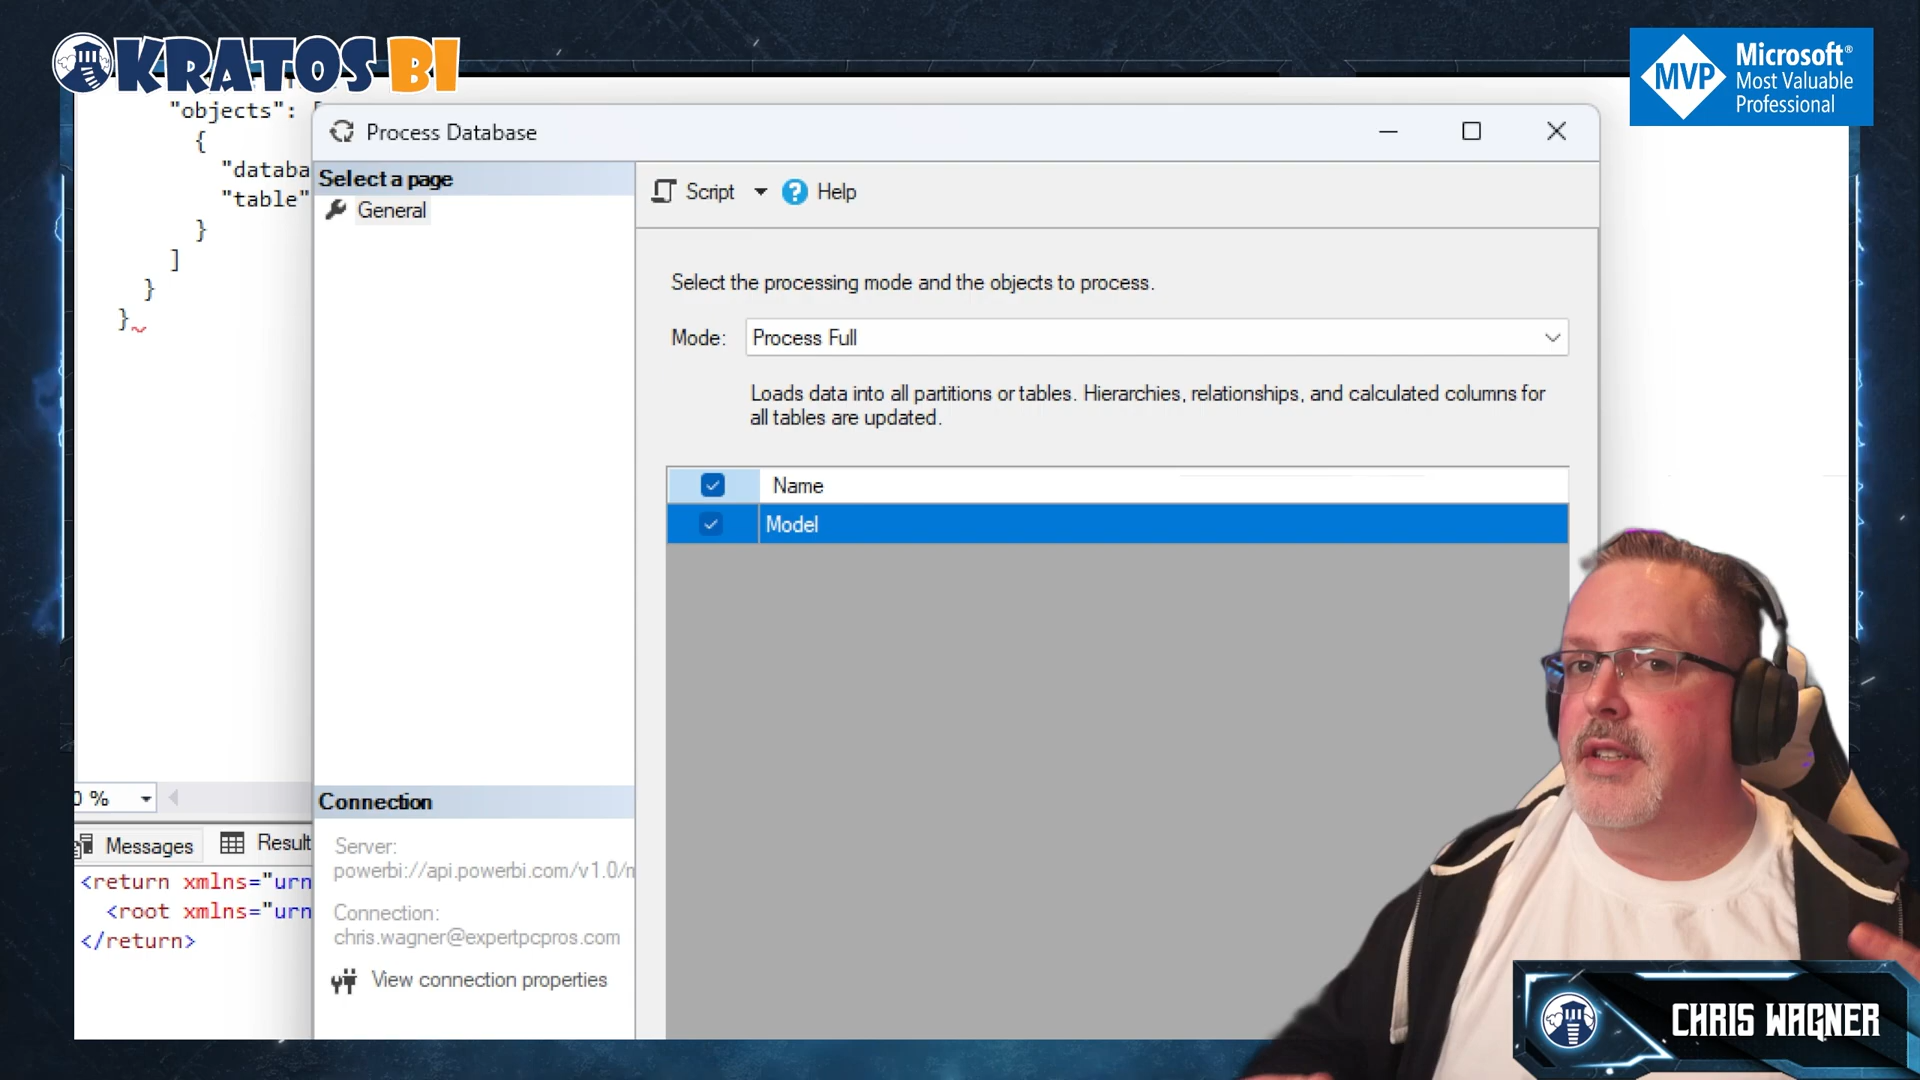 KRATOS BI
Microsoft®
Most Valuable
Professional
MVP
"objects": [
{
"databa
"table"
}
]
}
}
Process Database
Select a page
General
Script
Help
Select the processing mode and the objects to process.
Mode:
Process Full
Loads data into all partitions or tables. Hierarchies, relationships, and calculated columns for
all tables are updated.
Name
Model
0 %
Messages
Result
<return xmlns="urn
<root xmlns="urn
</return>
Connection
Server:
powerbi://api.powerbi.com/v1.0/
Connection:
chris.wagner@expertpcpros.com
View connection properties
CHRIS WAGNER